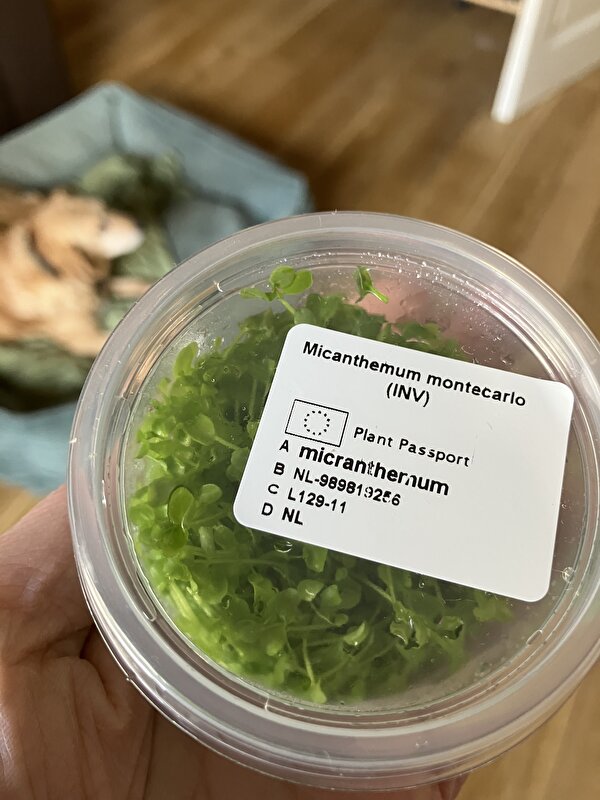 Micanthemum montecarlo
(INV)
Plant Passport
A micranthemum
B NL-989819256
C L129-11
D NL